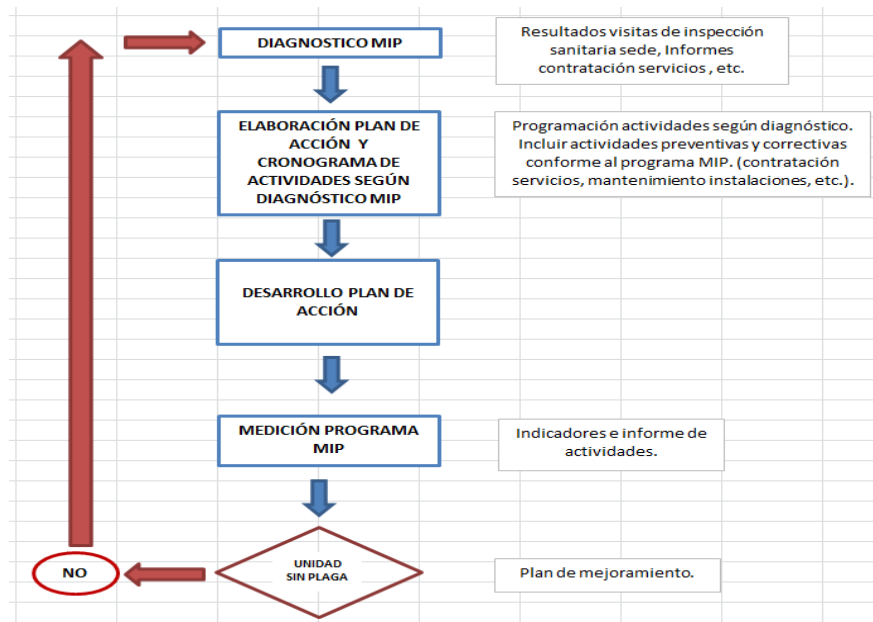 DIAGNOSTICO MIP
Resultados visitas de inspección
sanitaria sede, Informes
contratación servicios , etc.
ELABORACIÓN PLAN DE
ACCIÓN Y
CRONOGRAMA DE
ACTIVIDADES SEGÚN
DIAGNÓSTICO MIP
Programación actividades según diagnóstico.
Incluir actividades preventivas y correctivas
conforme al programa MIP. (contratación
servicios, mantenimiento instalaciones, etc.).
DESARROLLO PLAN DE
ACCIÓN
MEDICIÓN PROGRAMA
MIP
Indicadores e informe de
actividades.
UNIDAD
SIN PLAGA
NO
Plan de mejoramiento.